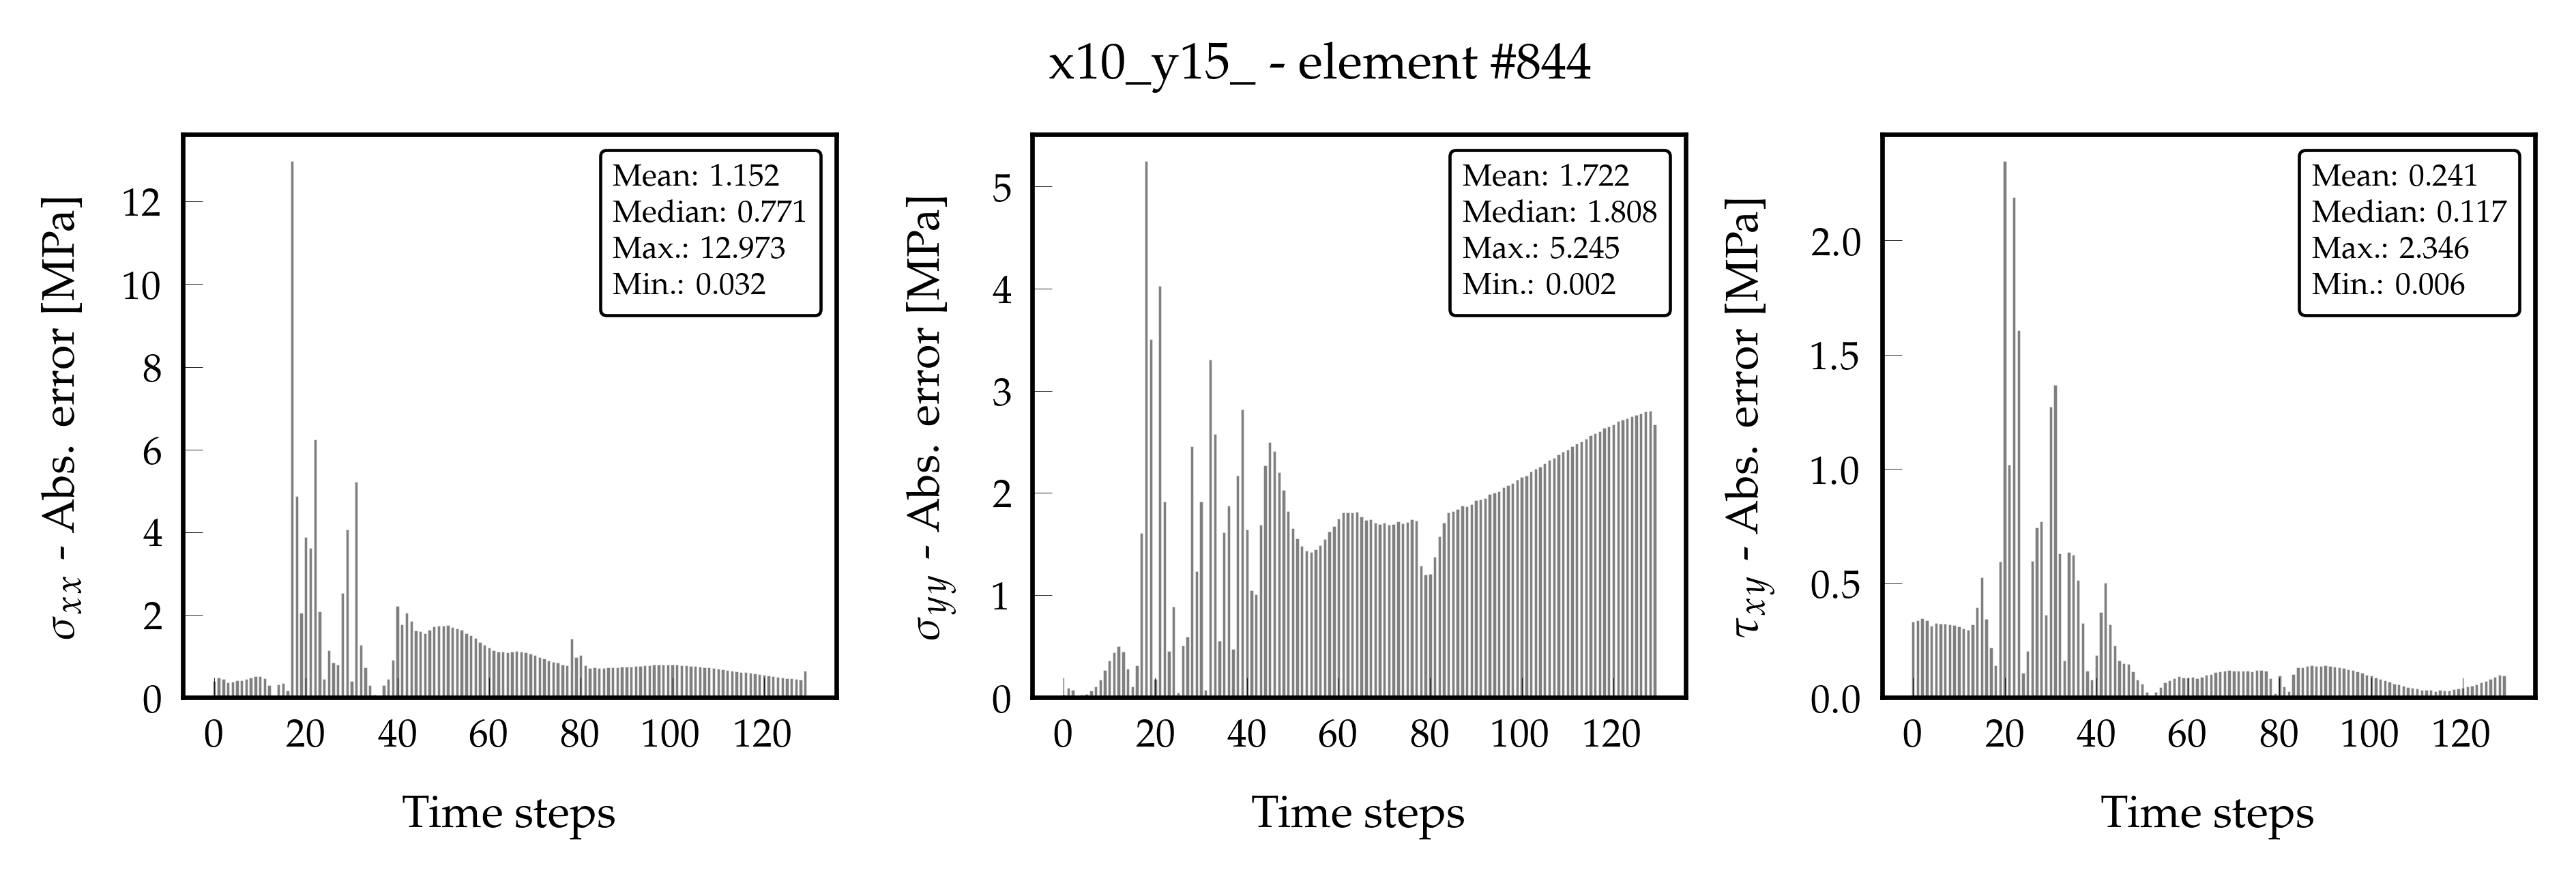 x10_y15_ - element #844
σxx - Abs. error [MPa]
12
10
8
6
4
2
0
Mean: 1.152
Median: 0.771
Max.: 12.973
Min.: 0.032
0 20 40 60 80 100 120
Time steps
σyy - Abs. error [MPa]
5
4
3
2
1
0
Mean: 1.722
Median: 1.808
Max.: 5.245
Min.: 0.002
0 20 40 60 80 100 120
Time steps
τxy - Abs. error [MPa]
2.0
1.5
1.0
0.5
0.0
Mean: 0.241
Median: 0.117
Max.: 2.346
Min.: 0.006
0 20 40 60 80 100 120
Time steps